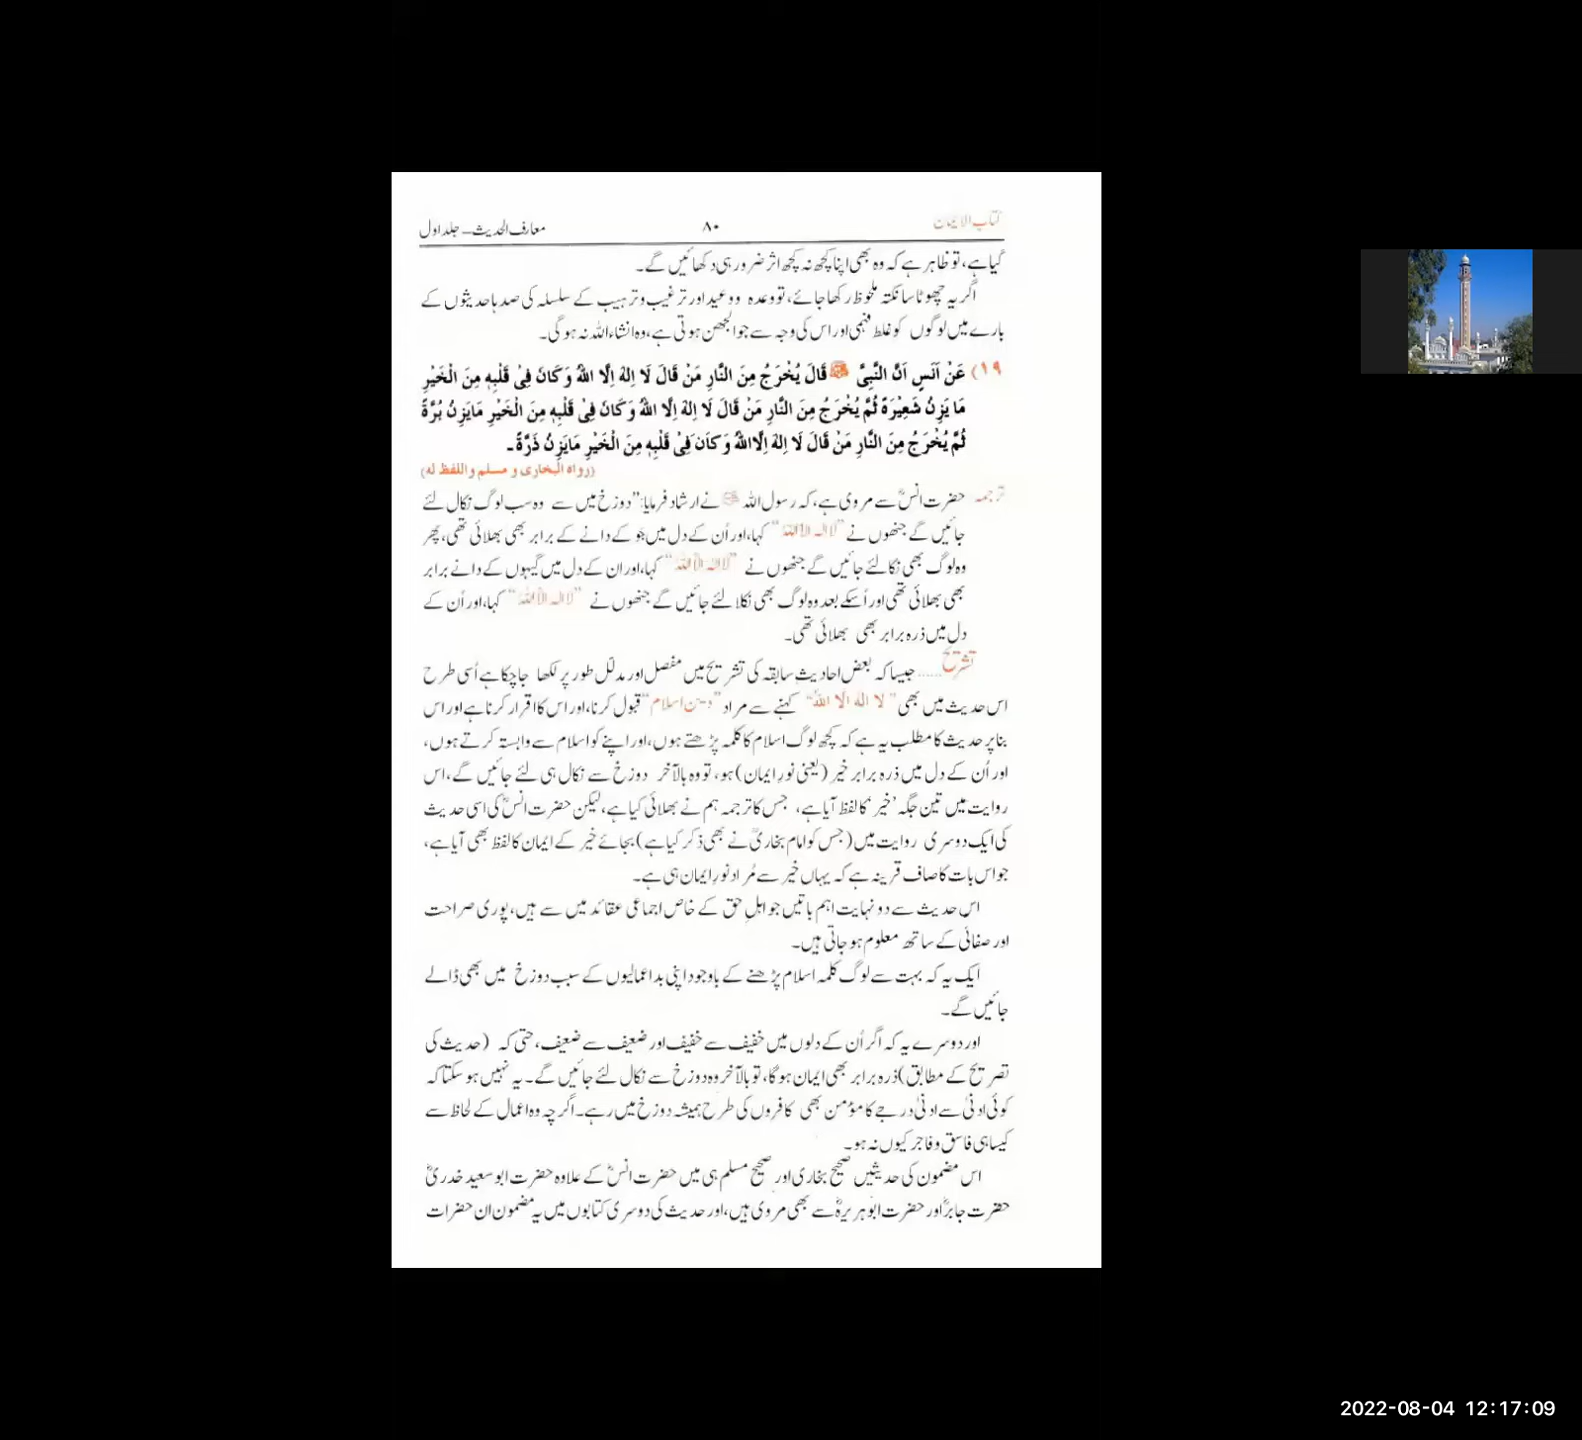 کتاب الایمان ۸۰ معارف الحدیث – جلد اول
گیا ہے، تو ظاہر ہے کہ وہ بھی اپنا کچھ نہ کچھ اثر ضرور ہی دکھائیں گے۔
اگر یہ چھوٹا سا نکتہ ملحوظ رکھا جائے، تو وعدہ و وعید اور ترغیب و ترہیب کے سلسلہ کی صدہا حدیثوں کے
بارے میں لوگوں کو غلط فہمی اور اس کی وجہ سے جو الجھن ہوتی ہے، وہ انشاء اللہ نہ ہوگی۔
۱۹) عَنْ اَنَسٍ اَنَّ النَّبِیَّ ﷺ قَالَ یُخْرَجُ مِنَ النَّارِ مَنْ قَالَ لَا اِلٰهَ اِلَّا اللهُ وَکَانَ فِیْ قَلْبِهٖ مِنَ الْخَیْرِ
مَا یَزِنُ شَعِیْرَةً ثُمَّ یُخْرَجُ مِنَ النَّارِ مَنْ قَالَ لَا اِلٰهَ اِلَّا اللهُ وَکَانَ فِیْ قَلْبِهٖ مِنَ الْخَیْرِ مَایَزِنُ بُرَّةً
ثُمَّ یُخْرَجُ مِنَ النَّارِ مَنْ قَالَ لَا اِلٰهَ اِلَّا اللهُ وَکَانَ فِیْ قَلْبِهٖ مِنَ الْخَیْرِ مَایَزِنُ ذَرَّةً۔
(رواہ البخاری و مسلم واللفظ له)
ترجمہ حضرت انسؓ سے مروی ہے، کہ رسول اللہ ﷺ نے ارشاد فرمایا: "دوزخ میں سے وہ سب لوگ نکال لئے
جائیں گے جنھوں نے "لا الہ الا اللہ" کہا، اور اُن کے دل میں جَو کے دانے کے برابر بھی بھلائی تھی، پھر
وہ لوگ بھی نکالئے جائیں گے جنھوں نے "لا الہ الا اللہ" کہا، اور ان کے دل میں گیہوں کے دانے برابر
بھی بھلائی تھی اور اُسکے بعد وہ لوگ بھی نکلا لئے جائیں گے جنھوں نے "لا الہ الا اللہ" کہا، اور اُن کے
دل میں ذرہ برابر بھی بھلائی تھی۔
تشریح..... جیسا کہ بعض احادیث سابقہ کی تشریح میں مفصل اور مدلّل طور پر لکھا جا چکا ہے اُسی طرح
اس حدیث میں بھی "لا الٰہ الّا اللہُ" کہنے سے مراد "دین اسلام" قبول کرنا، اور اس کا اقرار کرنا ہے اور اس
بنا پر حدیث کا مطلب یہ ہے کہ کچھ لوگ اسلام کا کلمہ پڑھتے ہوں، اور اپنے کو اسلام سے وابستہ کرتے ہوں،
اور اُن کے دل میں ذرہ برابر خیر (یعنی نورِ ایمان) ہو، تو وہ بالآخر دوزخ سے نکال ہی لئے جائیں گے، اس
روایت میں تین جگہ 'خیر' کا لفظ آیا ہے، جس کا ترجمہ ہم نے بھلائی کیا ہے، لیکن حضرت انسؓ کی اسی حدیث
کی ایک دوسری روایت میں (جس کو امام بخاریؒ نے بھی ذکر کیا ہے) بجائے خیر کے ایمان کا لفظ بھی آیا ہے،
جو اس بات کا صاف قرینہ ہے کہ یہاں خیر سے مُراد نورِ ایمان ہی ہے۔
اس حدیث سے دو نہایت اہم باتیں جو اہلِ حق کے خاص اجماعی عقائد میں سے ہیں، پوری صراحت
اور صفائی کے ساتھ معلوم ہو جاتی ہیں۔
ایک یہ کہ بہت سے لوگ کلمہ اسلام پڑھنے کے باوجود اپنی بد اعمالیوں کے سبب دوزخ میں بھی ڈالے
جائیں گے۔
اور دوسرے یہ کہ اگر اُن کے دلوں میں خفیف سے خفیف اور ضعیف سے ضعیف، حتی کہ (حدیث کی
تصریح کے مطابق) ذرہ برابر بھی ایمان ہوگا، تو بالآخر وہ دوزخ سے نکال لئے جائیں گے۔ یہ نہیں ہو سکتا کہ
کوئی ادنیٰ سے ادنیٰ درجے کا مؤمن بھی کافروں کی طرح ہمیشہ دوزخ میں رہے۔ اگرچہ وہ اعمال کے لحاظ سے
کیسا ہی فاسق و فاجر کیوں نہ ہو۔
اس مضمون کی حدیثیں صحیح بخاری اور صحیح مسلم ہی میں حضرت انسؓ کے علاوہ حضرت ابو سعید خدریؓ
حضرت جابرؓ اور حضرت ابو ہریرہؓ سے بھی مروی ہیں، اور حدیث کی دوسری کتابوں میں یہ مضمون ان حضرات
2022-08-04 12:17:09